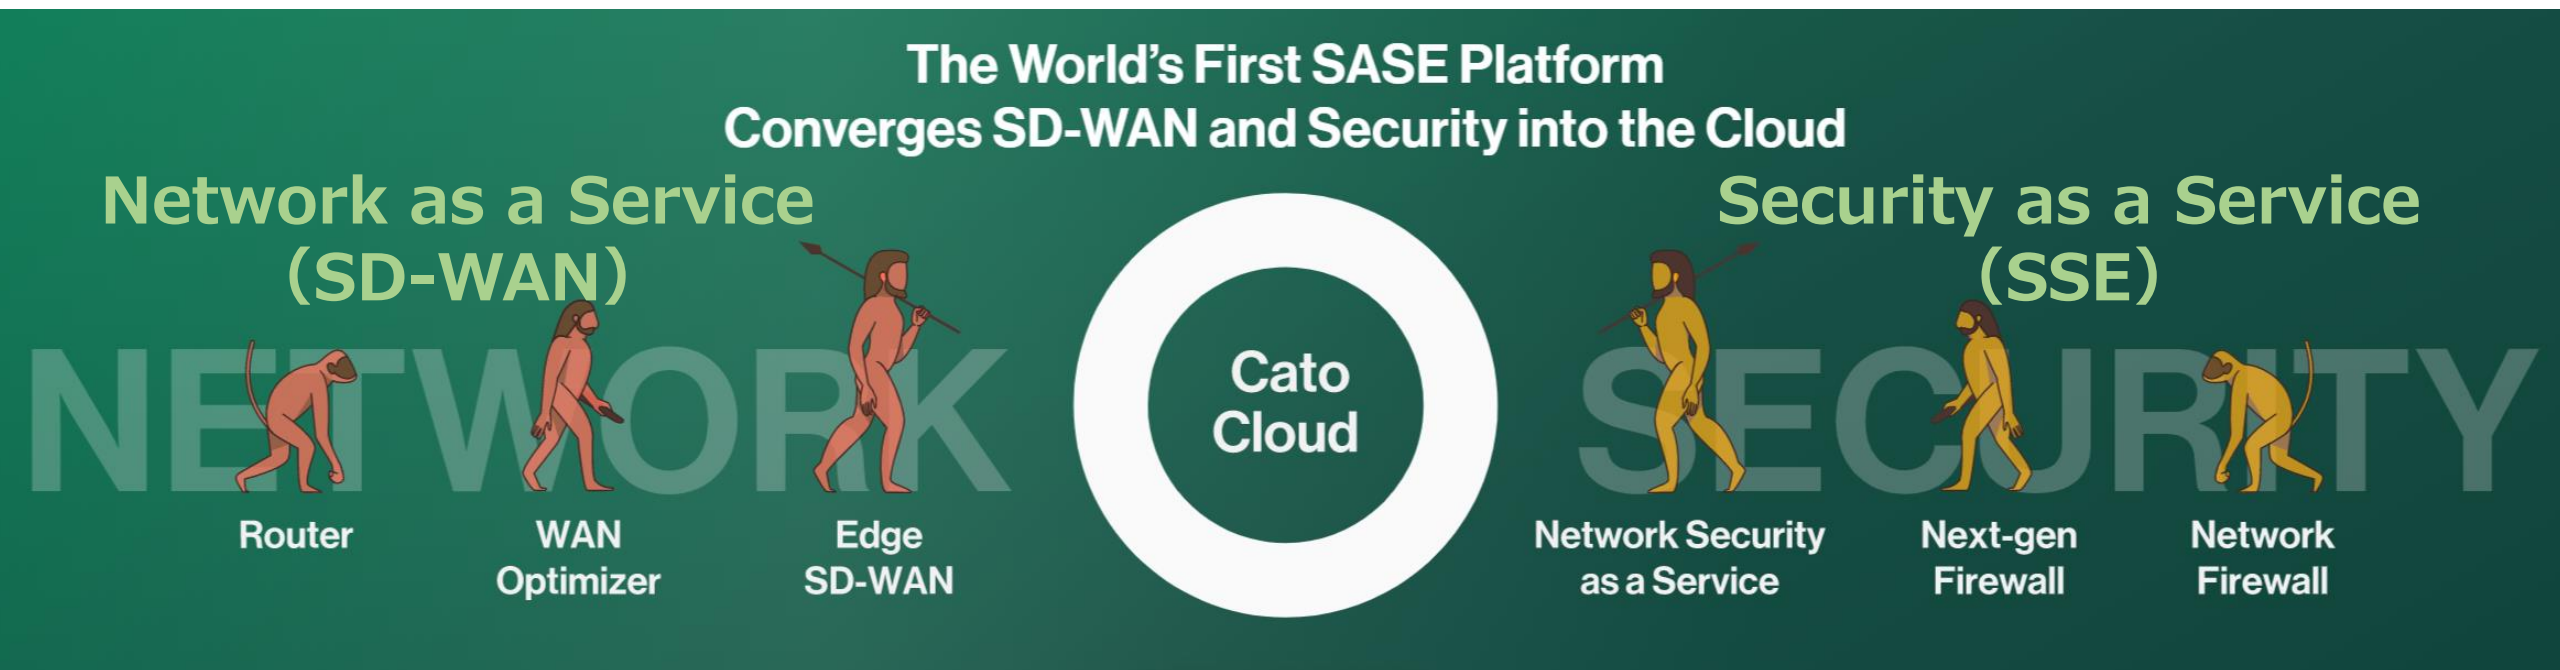 The World's First SASE Platform
Converges SD-WAN and Security into the Cloud
Network as a Service
(SD-WAN)
Security as a Service
(SSE)
NETWORK
Cato
Cloud
SECURITY
Router
WAN
Optimizer
Edge
SD-WAN
Network Security
as a Service
Next-gen
Firewall
Network
Firewall